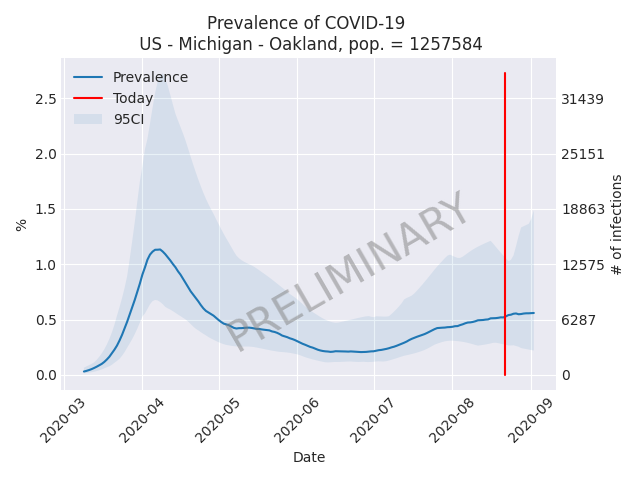 Prevalence of COVID-19
US - Michigan - Oakland, pop. = 1257584
Prevalence
Today
95CI
2.5
2.0
1.5
1.0
0.5
0.0
%
31439
25151
18863
12575
6287
0
# of infections
PRELIMINARY
2020-03
2020-04
2020-05
2020-06
2020-07
2020-08
2020-09
Date